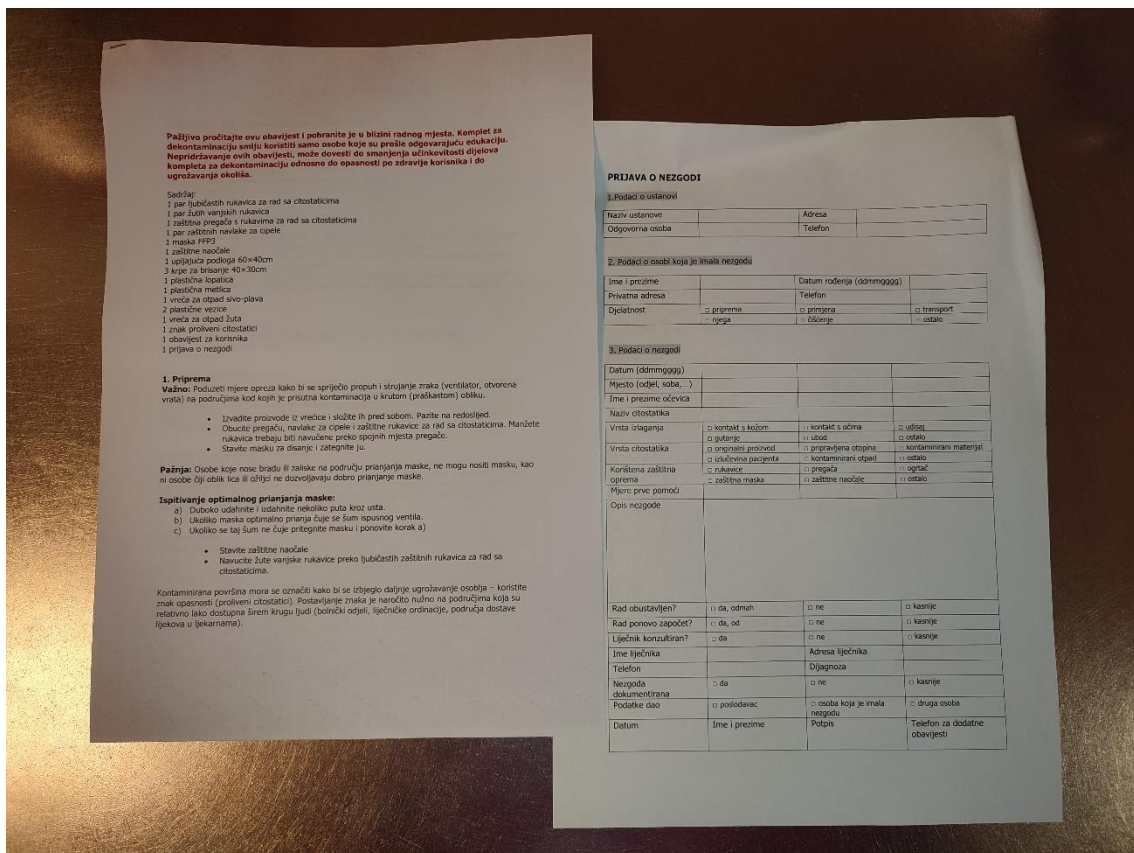 Pažljivo pročitajte ovu obavijest i pohranite je u blizini radnog mjesta. Komplet za
dekontaminaciju smiju koristiti samo osobe koje su prošle odgovarajuću edukaciju.
Nepridržavanje ovih obavijesti, može dovesti do smanjenja učinkovitosti dijelova
kompleta za dekontaminaciju odnosno do opasnosti po zdravlje korisnika i do
ugrožavanja okoliša.
Sadržaj:
1 par ljubičastih rukavica za rad sa citostaticima
1 par žutih vanjskih rukavica
1 zaštitna pregača s rukavima za rad sa citostaticima
1 par zaštitnih navlake za cipele
1 maska FFP3
1 zaštitne naočale
1 upijajuća podloga 60×40cm
3 krpe za brisanje 40×30cm
1 plastična lopatica
1 plastična metlica
1 vreća za otpad sivo-plava
2 plastične vezice
1 vreća za otpad žuta
1 znak proliveni citostatici
1 obavijest za korisnika
1 prijava o nezgodi
1. Priprema
Važno: Poduzeti mjere opreza kako bi se spriječio propuh i strujanje zraka (ventilator, otvorena
vrata) na područjima kod kojih je prisutna kontaminacija u krutom (praškastom) obliku.
• Izvadite proizvode iz vrećice i složite ih pred sobom. Pazite na redoslijed.
• Obucite pregaču, navlake za cipele i zaštitne rukavice za rad sa citostaticima. Manžete
rukavica trebaju biti navučene preko spojnih mjesta pregače.
• Stavite masku za disanje i zategnite ju.
Pažnja: Osobe koje nose bradu ili zaliske na području prianjanja maske, ne mogu nositi masku, kao
ni osobe čiji oblik lica ili ožiljci ne dozvoljavaju dobro prianjanje maske.
Ispitivanje optimalnog prianjanja maske:
a) Duboko udahnite i izdahnite nekoliko puta kroz usta.
b) Ukoliko maska optimalno prianja čuje se šum ispusnog ventila.
c) Ukoliko se taj šum ne čuje pritegnite masku i ponovite korak a)
• Stavite zaštitne naočale
• Navucite žute vanjske rukavice preko ljubičastih zaštitnih rukavica za rad sa
citostaticima.
Kontaminirana površina mora se označiti kako bi se izbjeglo daljnje ugrožavanje osoblja – koristite
znak opasnosti (proliveni citostatici). Postavljanje znaka je naročito nužno na područjima koja su
relativno lako dostupna širem krugu ljudi (bolnički odjeli, liječničke ordinacije, područja dostave
lijekova u ljekarnama).
PRIJAVA O NEZGODI
1.Podaci o ustanovi
Naziv ustanove Adresa
Odgovorna osoba Telefon
2. Podaci o osobi koja je imala nezgodu
Ime i prezime Datum rođenja (ddmmgggg)
Privatna adresa Telefon
Djelatnost □ priprema □ primjena □ transport
□ njega □ čišćenje □ ostalo
3. Podaci o nezgodi
Datum (ddmmgggg)
Mjesto (odjel, soba,...)
Ime i prezime očevica
Naziv citostatika
Vrsta izlaganja □ kontakt s kožom □ kontakt s očima □ udisaj
□ gutanje □ ubod □ ostalo
Vrsta citostatika □ originalni proizvod □ pripravljena otopina □ kontaminirani materijal
□ izlučevina pacijenta □ kontaminirani otpad □ ostalo
Korištena zaštitna □ rukavice □ pregača □ ogrtač
oprema □ zaštitna maska □ zaštitne naočale □ ostalo
Mjere prve pomoći
Opis nezgode
Rad obustavljen? □ da, odmah □ ne □ kasnije
Rad ponovo započet? □ da, od □ ne □ kasnije
Liječnik konzultiran? □ da □ ne □ kasnije
Ime liječnika Adresa liječnika
Telefon Dijagnoza
Nezgoda □ da □ ne □ kasnije
dokumentirana
Podatke dao □ poslodavac □ osoba koja je imala □ druga osoba
nezgodu
Datum Ime i prezime Potpis Telefon za dodatne
obavijesti